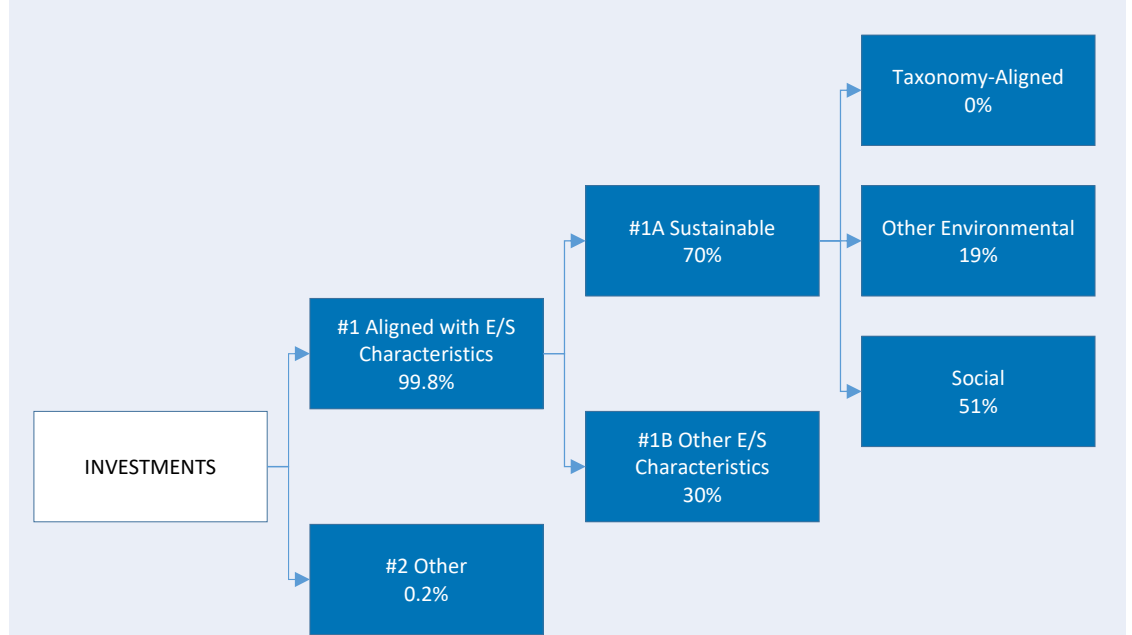 INVESTMENTS
#1 Aligned with E/S
Characteristics
99.8%
#2 Other
0.2%
#1A Sustainable
70%
#1B Other E/S
Characteristics
30%
Taxonomy-Aligned
0%
Other Environmental
19%
Social
51%